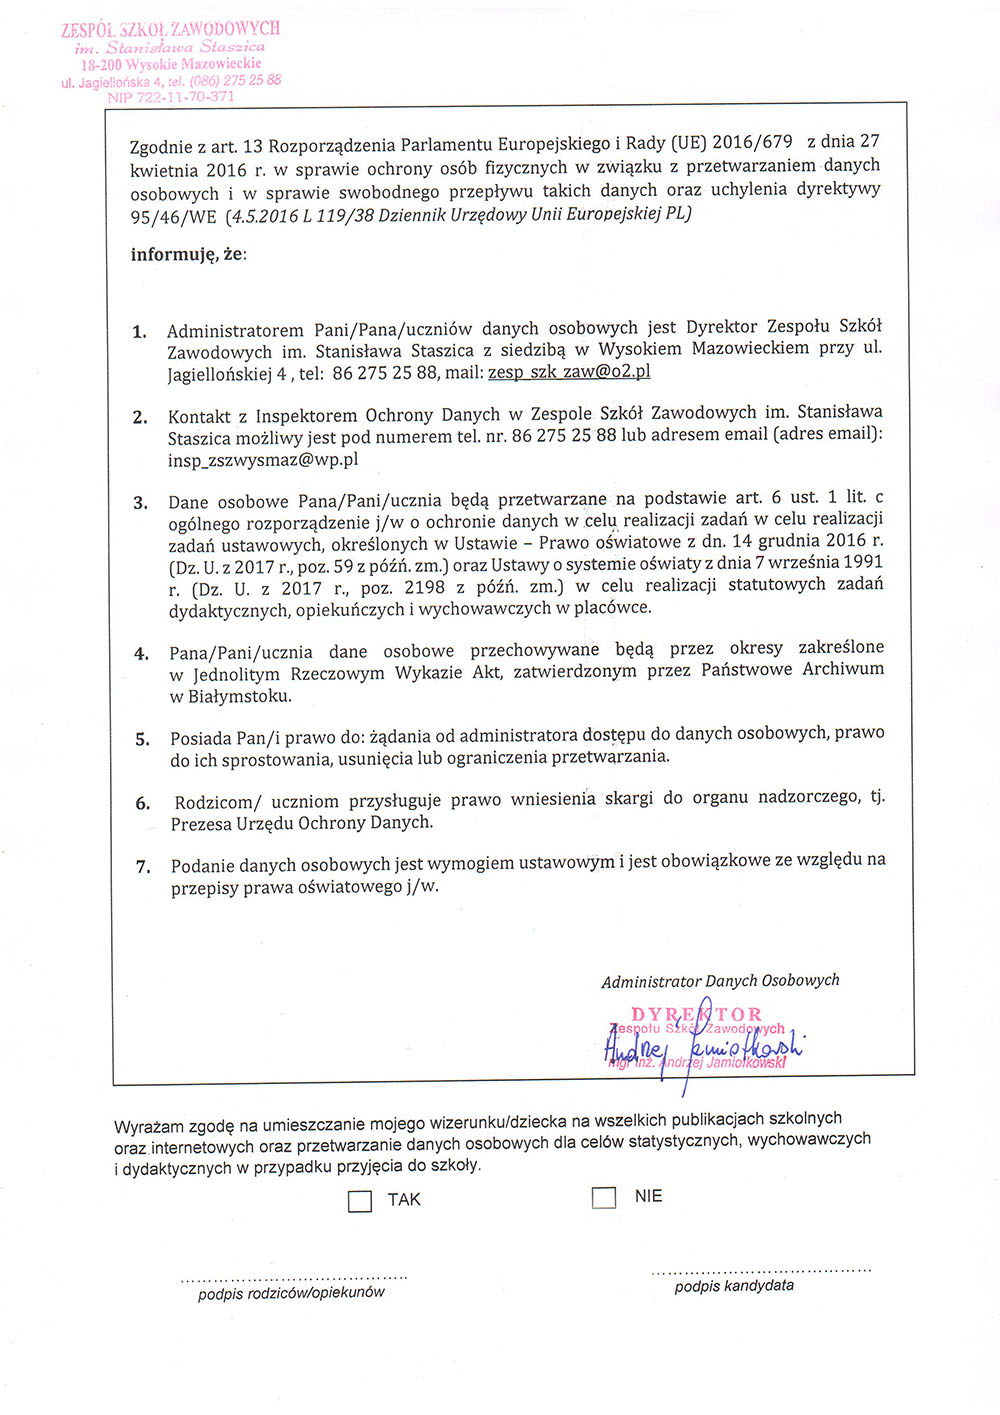 ZESPÓŁ SZKÓŁ ZAWODOWYCH
im. Stanisława Staszica
18-200 Wysokie Mazowieckie
ul. Jagiellońska 4, tel. (086) 275 25 88
NIP 722-11-70-371
Zgodnie z art. 13 Rozporządzenia Parlamentu Europejskiego i Rady (UE) 2016/679 z dnia 27
kwietnia 2016 r. w sprawie ochrony osób fizycznych w związku z przetwarzaniem danych
osobowych i w sprawie swobodnego przepływu takich danych oraz uchylenia dyrektywy
95/46/WE (4.5.2016 L 119/38 Dziennik Urzędowy Unii Europejskiej PL)
informuję, że:
1. Administratorem Pani/Pana/uczniów danych osobowych jest Dyrektor Zespołu Szkół
Zawodowych im. Stanisława Staszica z siedzibą w Wysokiem Mazowieckiem przy ul.
Jagiellońskiej 4 , tel: 86 275 25 88, mail: zesp_szk_zaw@o2.pl
2. Kontakt z Inspektorem Ochrony Danych w Zespole Szkół Zawodowych im. Stanisława
Staszica możliwy jest pod numerem tel. nr. 86 275 25 88 lub adresem email (adres email):
insp_zszwysmaz@wp.pl
3. Dane osobowe Pana/Pani/ucznia będą przetwarzane na podstawie art. 6 ust. 1 lit. c
ogólnego rozporządzenie j/w o ochronie danych w celu realizacji zadań w celu realizacji
zadań ustawowych, określonych w Ustawie – Prawo oświatowe z dn. 14 grudnia 2016 r.
(Dz. U. z 2017 r., poz. 59 z późń. zm.) oraz Ustawy o systemie oświaty z dnia 7 września 1991
r. (Dz. U. z 2017 r., poz. 2198 z późń. zm.) w celu realizacji statutowych zadań
dydaktycznych, opiekuńczych i wychowawczych w placówce.
4. Pana/Pani/ucznia dane osobowe przechowywane będą przez okresy zakreślone
w Jednolitym Rzeczowym Wykazie Akt, zatwierdzonym przez Państwowe Archiwum
w Białymstoku.
5. Posiada Pan/i prawo do: żądania od administratora dostępu do danych osobowych, prawo
do ich sprostowania, usunięcia lub ograniczenia przetwarzania.
6. Rodzicom/ uczniom przysługuje prawo wniesienia skargi do organu nadzorczego, tj.
Prezesa Urzędu Ochrony Danych.
7. Podanie danych osobowych jest wymogiem ustawowym i jest obowiązkowe ze względu na
przepisy prawa oświatowego j/w.
Administrator Danych Osobowych
DYREKTOR
Zespołu Szkół Zawodowych
Andrzej Jamiołkowski
mgr inż. Andrzej Jamiołkowski
Wyrażam zgodę na umieszczanie mojego wizerunku/dziecka na wszelkich publikacjach szkolnych
oraz internetowych oraz przetwarzanie danych osobowych dla celów statystycznych, wychowawczych
i dydaktycznych w przypadku przyjęcia do szkoły.
TAK NIE
podpis rodziców/opiekunów podpis kandydata